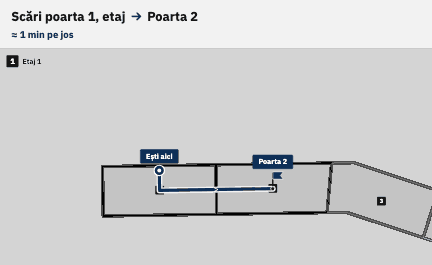 Scări poarta 1, etaj → Poarta 2
≈ 1 min pe jos
1 Etaj 1
Ești aici
Poarta 2
3